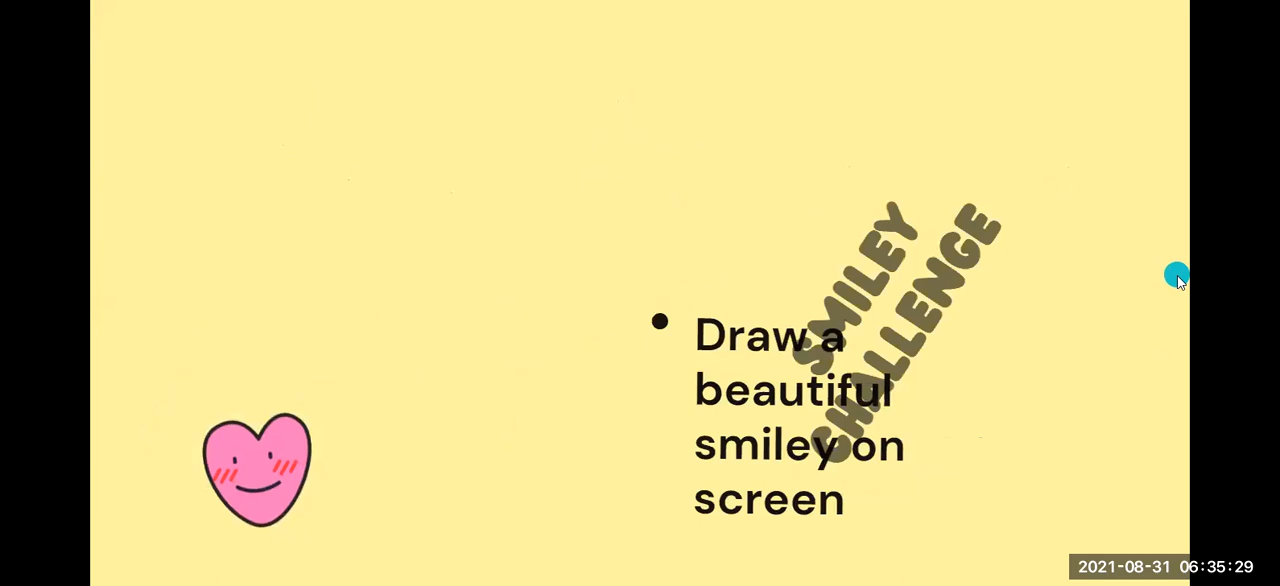 SMILEY
CHALLENGE
Draw a
beautiful
smiley on
screen
2021-08-31 06:35:29